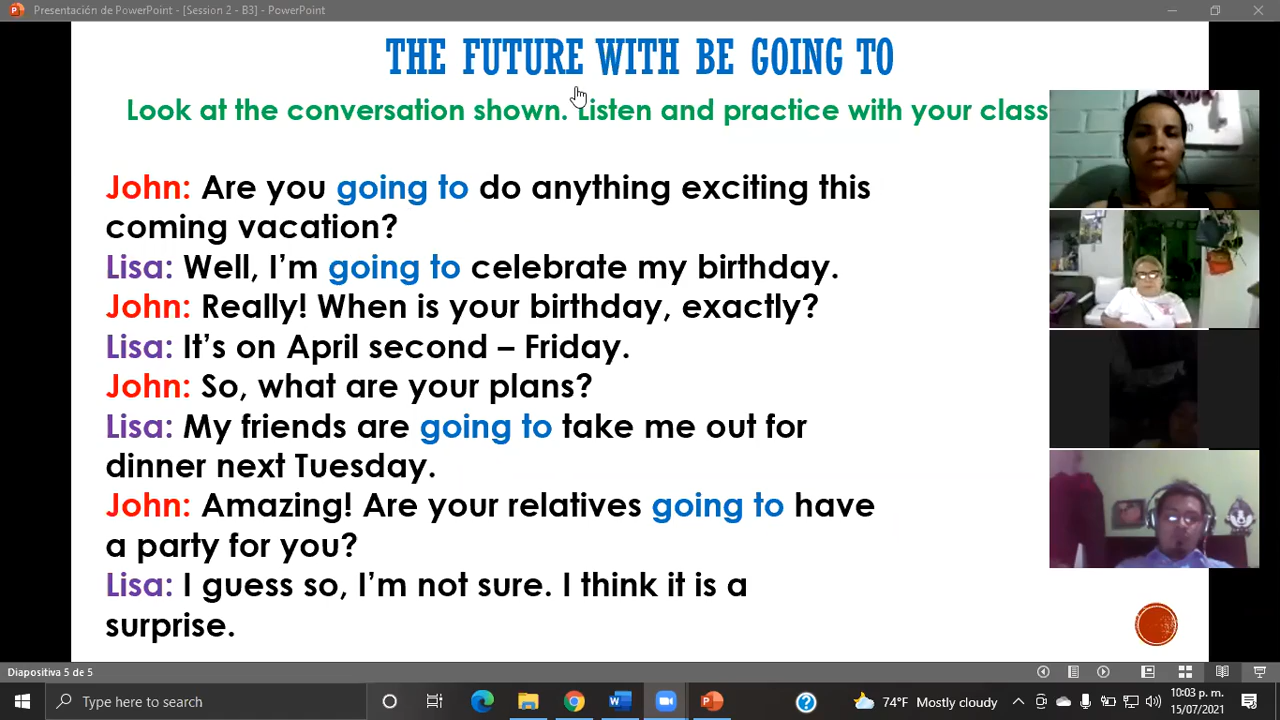 Presentación de PowerPoint - [Session 2 - B3] - PowerPoint
THE FUTURE WITH BE GOING TO
Look at the conversation shown. Listen and practice with your class
John: Are you going to do anything exciting this
coming vacation?
Lisa: Well, I'm going to celebrate my birthday.
John: Really! When is your birthday, exactly?
Lisa: It's on April second – Friday.
John: So, what are your plans?
Lisa: My friends are going to take me out for
dinner next Tuesday.
John: Amazing! Are your relatives going to have
a party for you?
Lisa: I guess so, I'm not sure. I think it is a
surprise.
Diapositiva 5 de 5
Type here to search
74°F Mostly cloudy
10:03 p. m.
15/07/2021